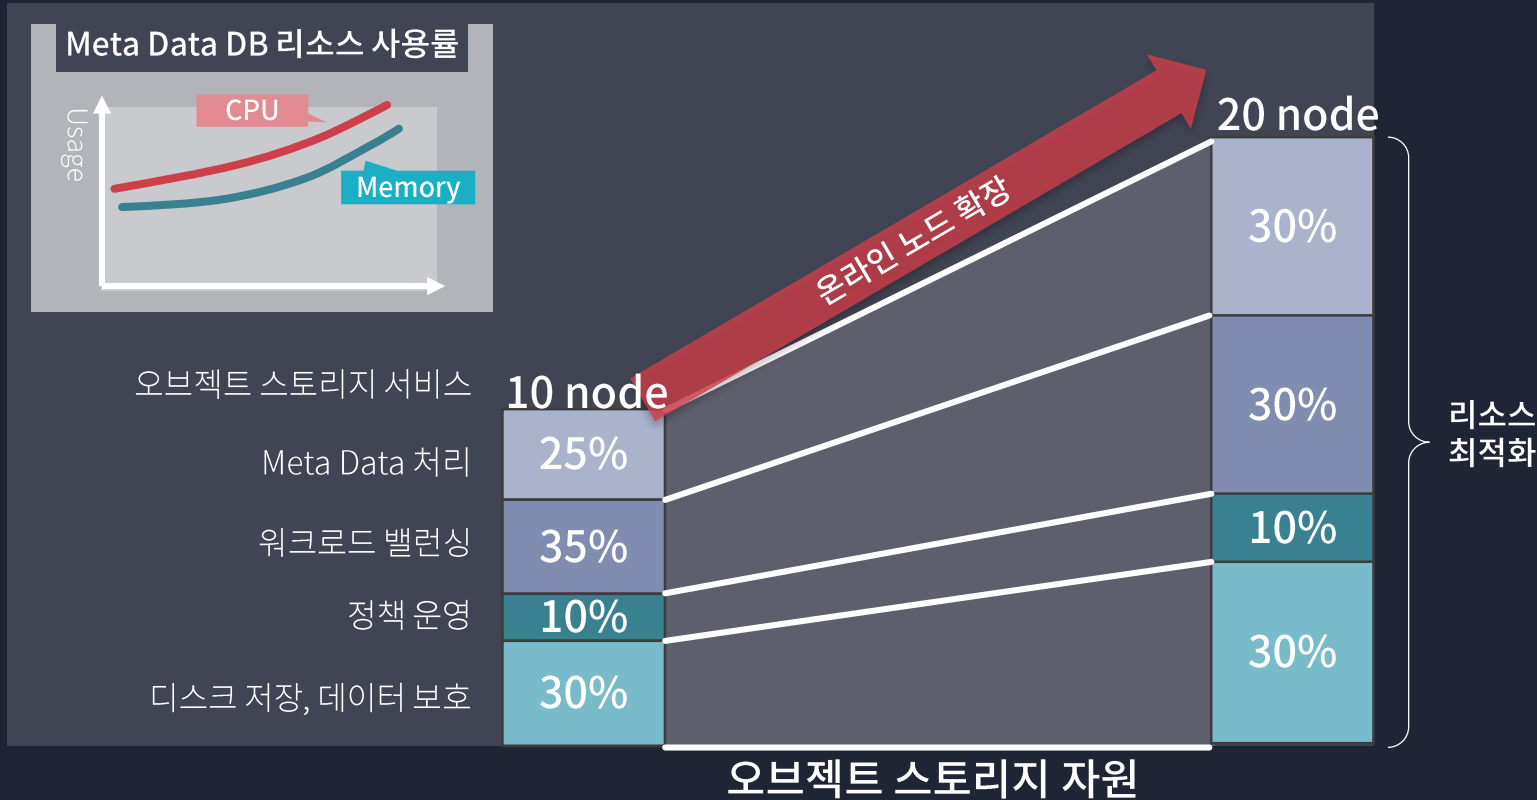 Meta Data DB 리소스 사용률
Usage
CPU
Memory
온라인 노드 확장
20 node
10 node
오브젝트 스토리지 서비스
Meta Data 처리
워크로드 밸런싱
정책 운영
디스크 저장, 데이터 보호
25%
35%
10%
30%
30%
30%
10%
30%
리소스
최적화
오브젝트 스토리지 자원